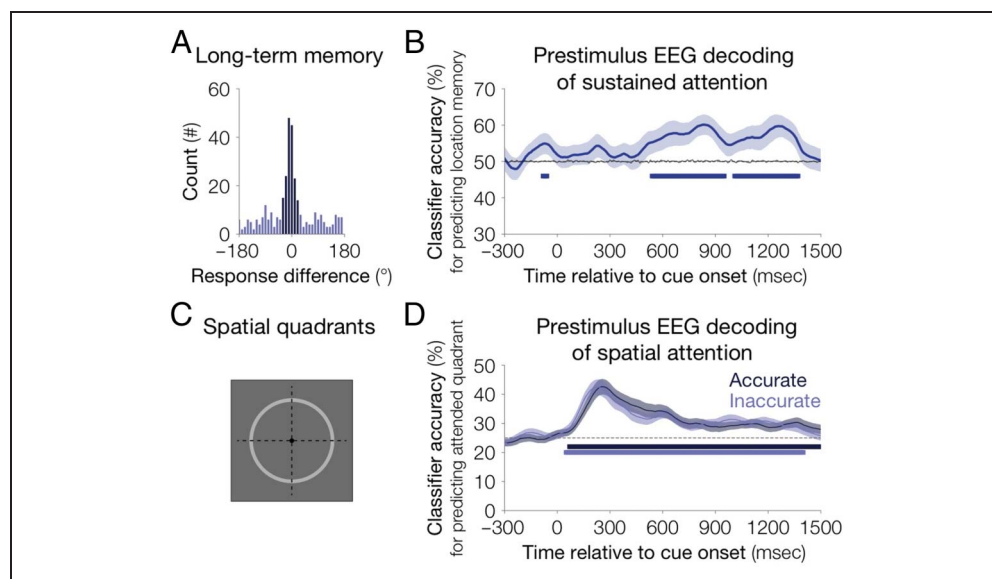 A Long-term memory
Count (#)
60
40
20
0
−180 0 180
Response difference (°)
B Prestimulus EEG decoding
of sustained attention
Classifier accuracy (%)
for predicting location memory
70
60
50
40
30
−300 0 300 600 900 1200 1500
Time relative to cue onset (msec)
C Spatial quadrants
D Prestimulus EEG decoding
of spatial attention
Classifier accuracy (%)
for predicting attended quadrant
50
40
30
20
10
0
Accurate
Inaccurate
−300 0 300 600 900 1200 1500
Time relative to cue onset (msec)